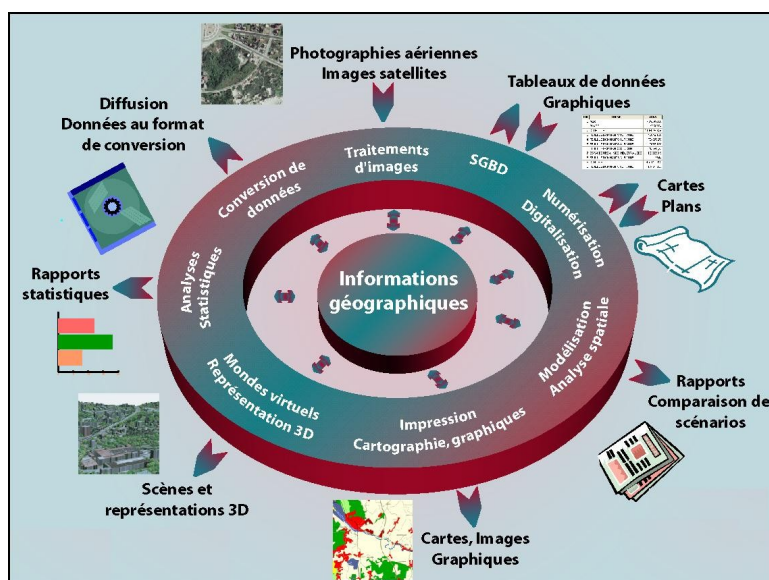 Photographies aériennes
Images satellites
Tableaux de données
Graphiques
Diffusion
Données au format
de conversion
Cartes
Plans
Rapports
statistiques
Rapports
Comparaison de
scénarios
Scènes et
représentations 3D
Cartes, Images
Graphiques
Conversion de
données
Traitements
d'images
SGBD
Numérisation
Digitalisation
Modélisation
Analyse spatiale
Impression
Cartographie, graphiques
Mondes virtuels
Représentation 3D
Analyses
Statistiques
Informations
géographiques